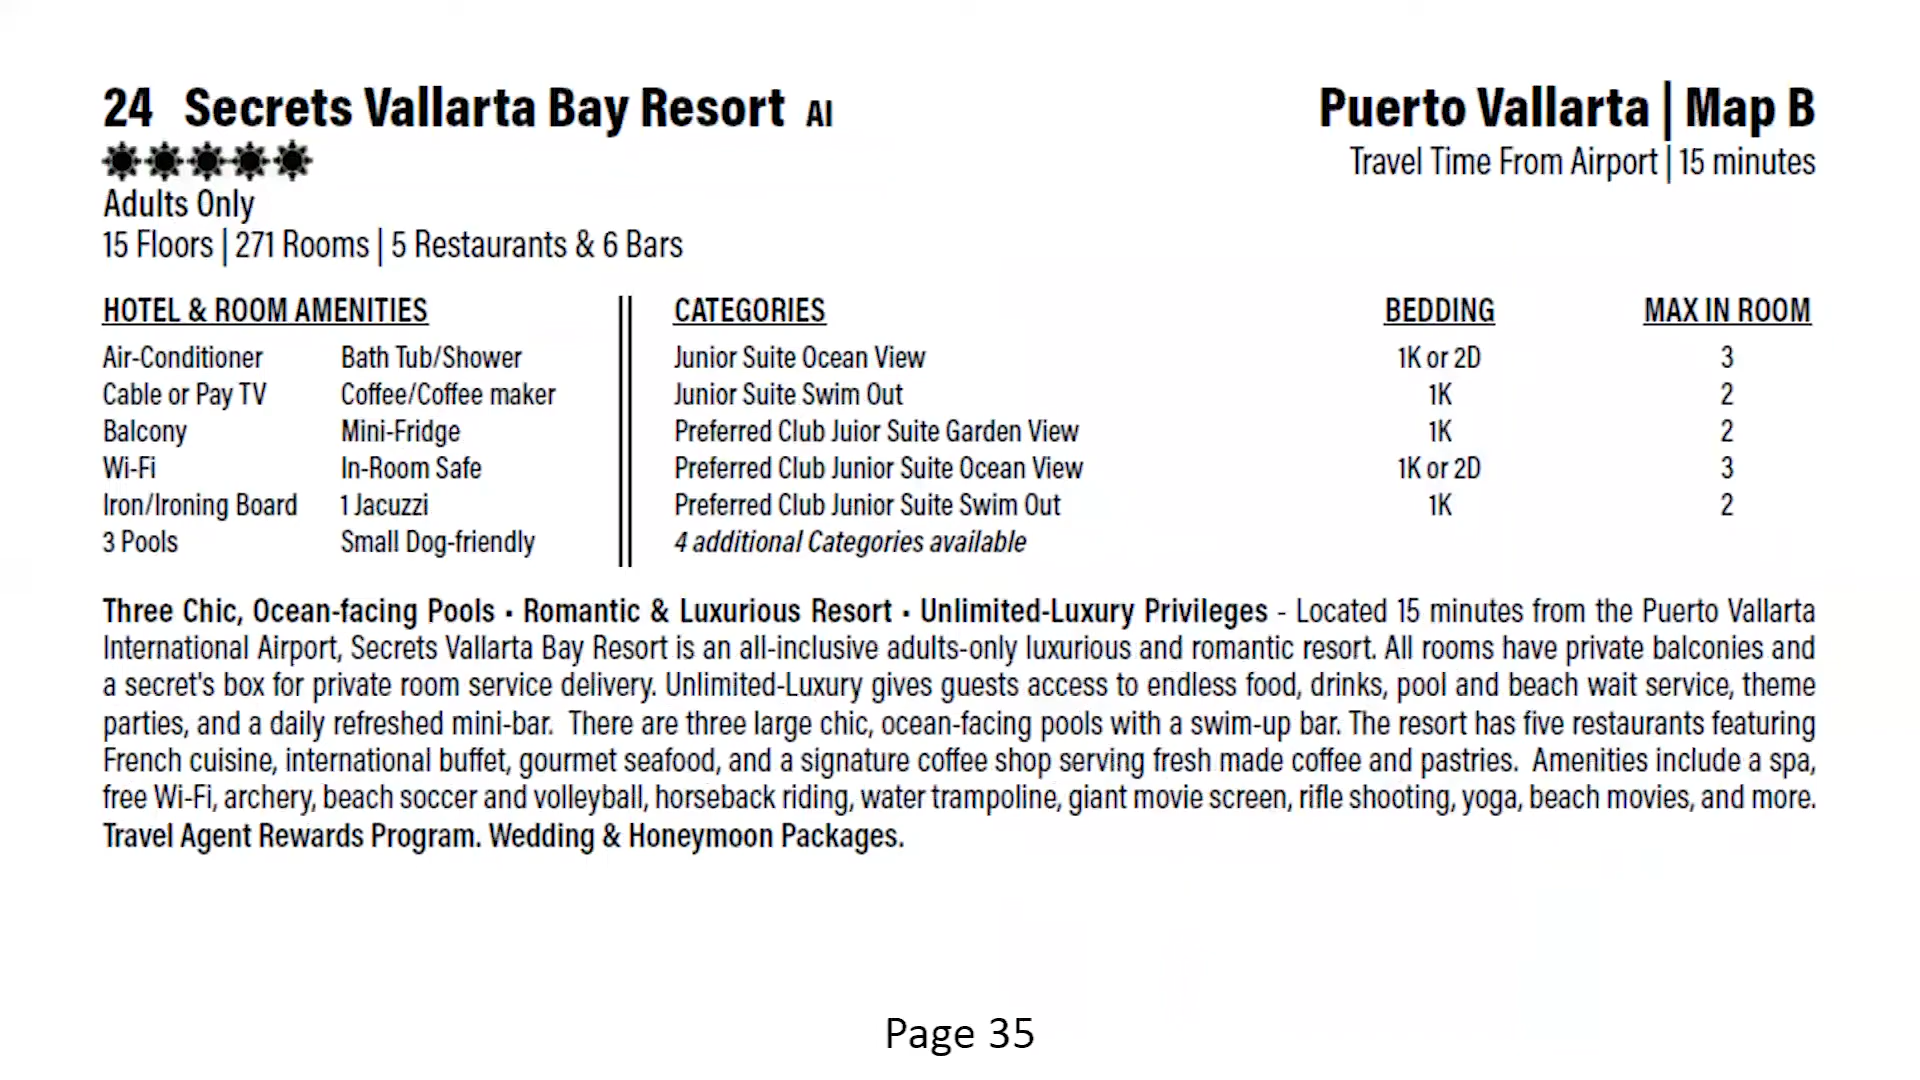 24 Secrets Vallarta Bay Resort AI
Puerto Vallarta | Map B
Travel Time From Airport | 15 minutes
Adults Only
15 Floors | 271 Rooms | 5 Restaurants & 6 Bars
HOTEL & ROOM AMENITIES
Air-Conditioner Bath Tub/Shower
Cable or Pay TV Coffee/Coffee maker
Balcony Mini-Fridge
Wi-Fi In-Room Safe
Iron/Ironing Board 1 Jacuzzi
3 Pools Small Dog-friendly
CATEGORIES BEDDING MAX IN ROOM
Junior Suite Ocean View 1K or 2D 3
Junior Suite Swim Out 1K 2
Preferred Club Juior Suite Garden View 1K 2
Preferred Club Junior Suite Ocean View 1K or 2D 3
Preferred Club Junior Suite Swim Out 1K 2
4 additional Categories available
Three Chic, Ocean-facing Pools ▪ Romantic & Luxurious Resort ▪ Unlimited-Luxury Privileges - Located 15 minutes from the Puerto Vallarta
International Airport, Secrets Vallarta Bay Resort is an all-inclusive adults-only luxurious and romantic resort. All rooms have private balconies and
a secret's box for private room service delivery. Unlimited-Luxury gives guests access to endless food, drinks, pool and beach wait service, theme
parties, and a daily refreshed mini-bar. There are three large chic, ocean-facing pools with a swim-up bar. The resort has five restaurants featuring
French cuisine, international buffet, gourmet seafood, and a signature coffee shop serving fresh made coffee and pastries. Amenities include a spa,
free Wi-Fi, archery, beach soccer and volleyball, horseback riding, water trampoline, giant movie screen, rifle shooting, yoga, beach movies, and more.
Travel Agent Rewards Program. Wedding & Honeymoon Packages.
Page 35